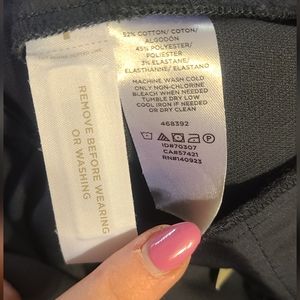 52% COTTON/ COTON/
ALGODÓN
45% POLYESTER/
POLIESTER
3% ELASTANE/
ELASTHANNE/ ELASTANO
MACHINE WASH COLD
ONLY NON-CHLORINE
BLEACH WHEN NEEDED
TUMBLE DRY LOW
COOL IRON IF NEEDED
OR DRY CLEAN
468392
ID#70307
CA#57421
RN#140923
REMOVE BEFORE WEARING
OR WASHING